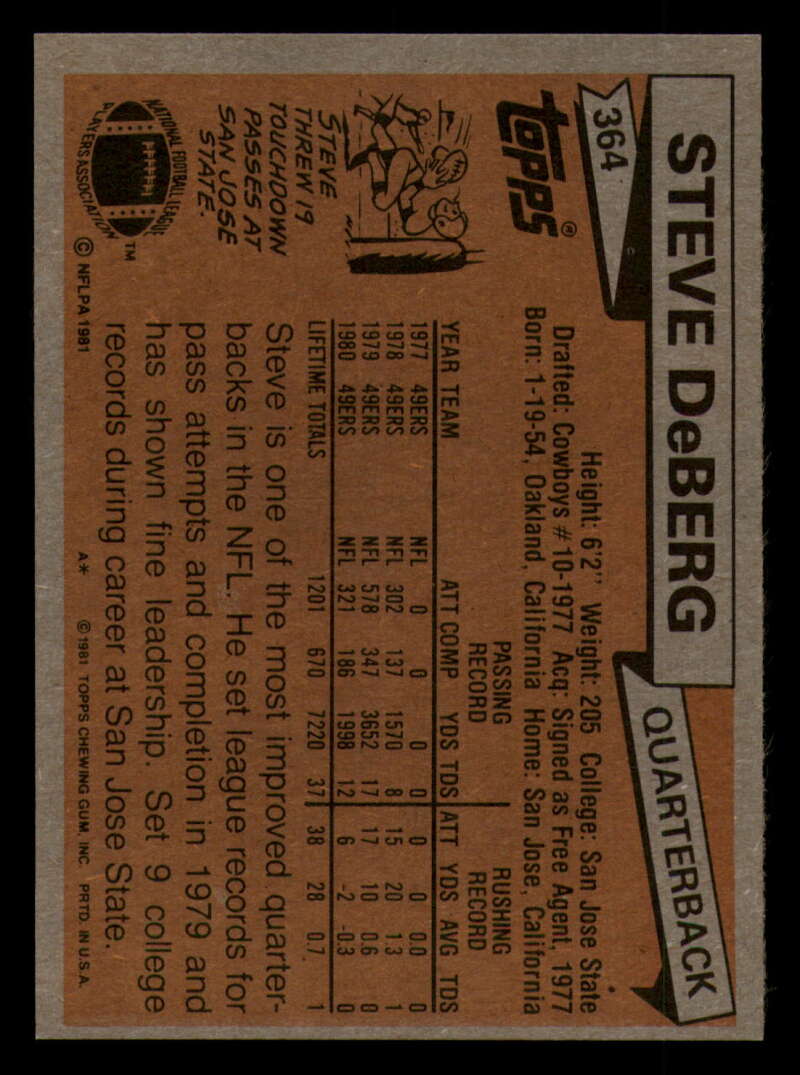 STEVE DeBERG
364
QUARTERBACK
topps®
Height: 6'2" Weight: 205 College: San Jose State
Drafted: Cowboys #10-1977 Acq: Signed as Free Agent, 1977
Born: 1-19-54, Oakland, California Home: San Jose, California
PASSING RECORD RUSHING RECORD
YEAR TEAM ATT COMP YDS TDS ATT YDS AVG TDS
1977 49ERS NFL 0 0 0 0 0 0 0.0 0
1978 49ERS NFL 302 137 1570 8 15 20 1.3 1
1979 49ERS NFL 578 347 3652 17 17 10 0.6 0
1980 49ERS NFL 321 186 1998 12 6 -2 -0.3 0
LIFETIME TOTALS 1201 670 7220 37 38 28 0.7 1
STEVE
THREW 19
TOUCHDOWN
PASSES AT
SAN JOSE
STATE.
Steve is one of the most improved quarter-
backs in the NFL. He set league records for
pass attempts and completion in 1979 and
has shown fine leadership. Set 9 college
records during career at San Jose State.
NATIONAL FOOTBALL LEAGUE
PLAYERS ASSOCIATION
™
© NFLPA 1981
A* © 1981 TOPPS CHEWING GUM, INC. PRTD. IN U.S.A.